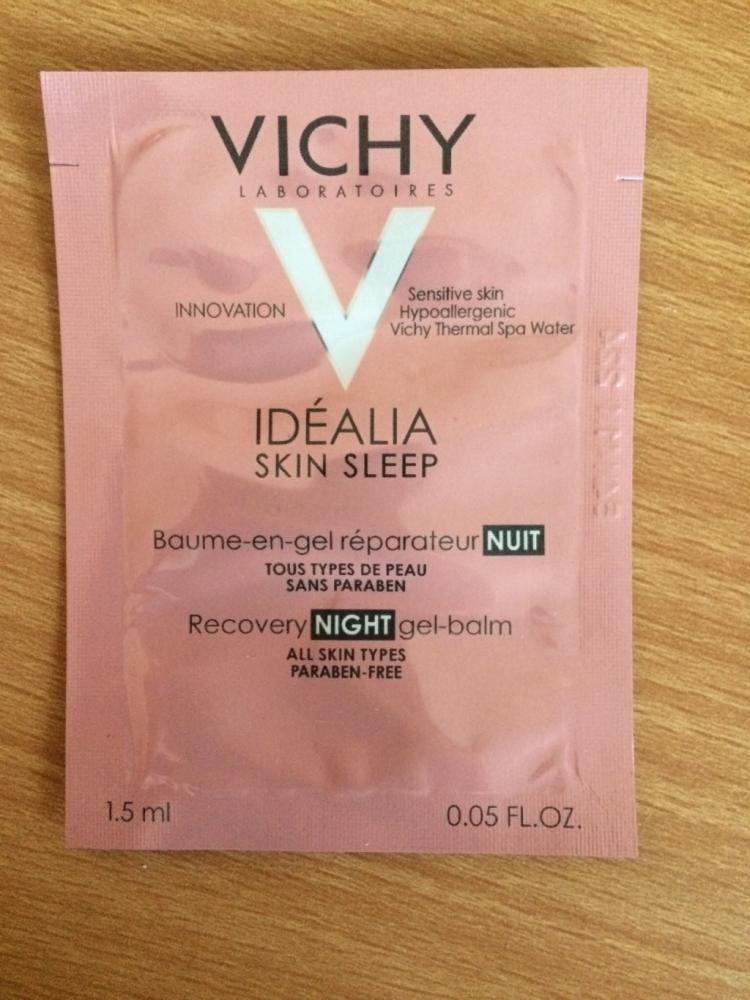 VICHY
LABORATOIRES
INNOVATION
Sensitive skin
Hypoallergenic
Vichy Thermal Spa Water
IDÉALIA
SKIN SLEEP
Baume-en-gel réparateur NUIT
TOUS TYPES DE PEAU
SANS PARABEN
Recovery NIGHT gel-balm
ALL SKIN TYPES
PARABEN-FREE
1.5 ml
0.05 FL.OZ.